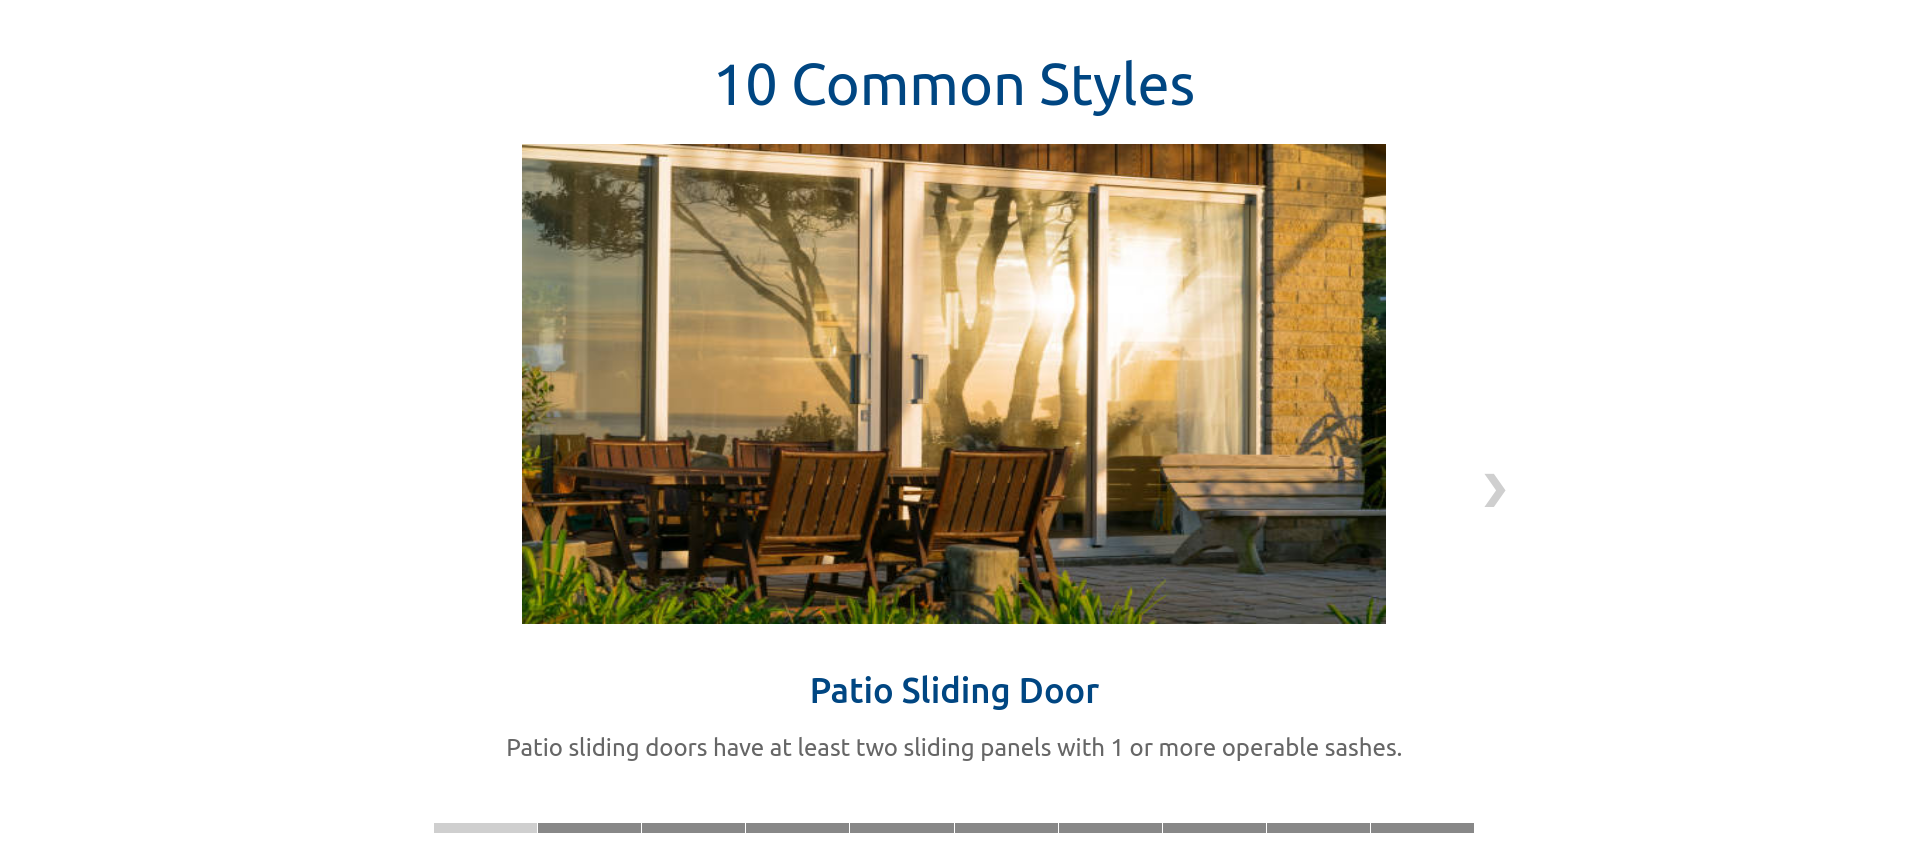 10 Common Styles
Patio Sliding Door
Patio sliding doors have at least two sliding panels with 1 or more operable sashes.